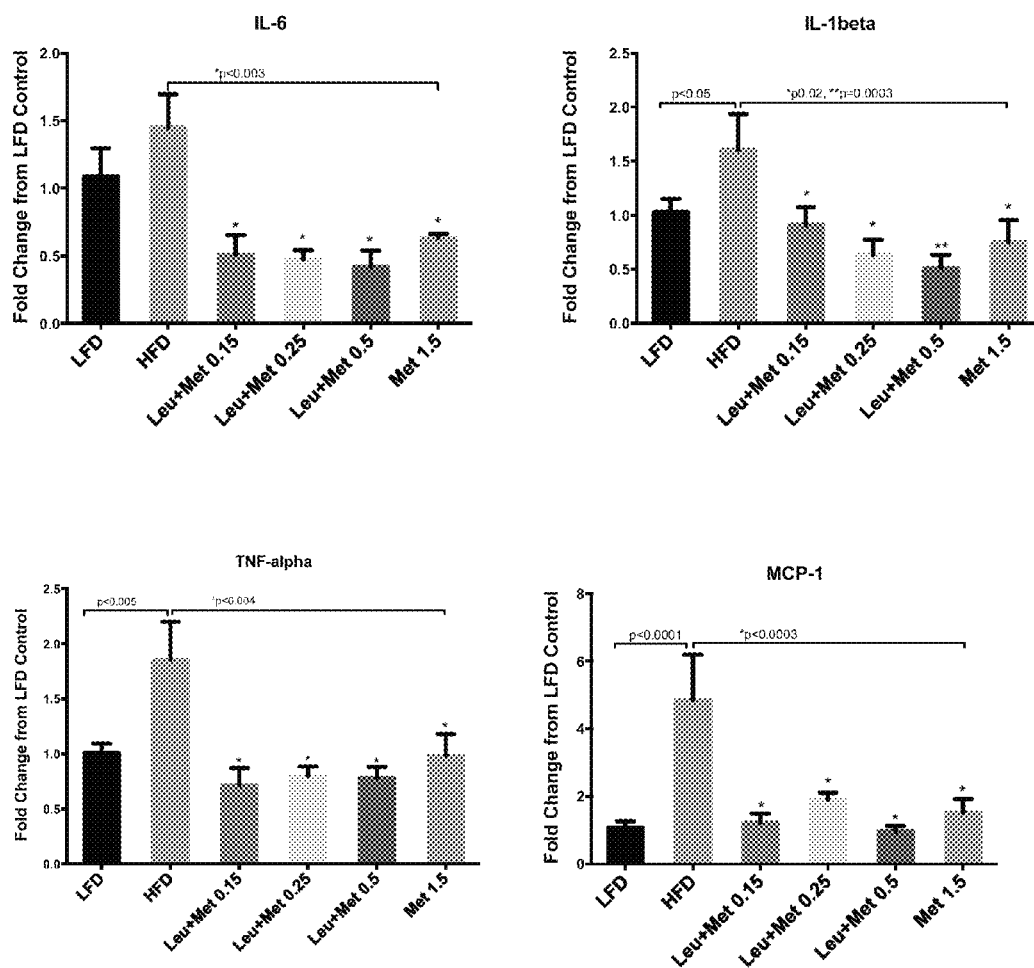 IL-6
Fold Change from LFD Control
2.0
1.5
1.0
0.5
0.0
*p<0.003
*
*
*
*
LFD
HFD
Leu+Met 0.15
Leu+Met 0.25
Leu+Met 0.5
Met 1.5
IL-1beta
Fold Change from LFD Control
2.5
2.0
1.5
1.0
0.5
0.0
p<0.05
*p0.02, **p=0.0003
*
*
**
*
LFD
HFD
Leu+Met 0.15
Leu+Met 0.25
Leu+Met 0.5
Met 1.5
TNF-alpha
Fold Change from LFD Control
2.5
2.0
1.5
1.0
0.5
0.0
p<0.005
*p<0.004
*
*
*
*
LFD
HFD
Leu+Met 0.15
Leu+Met 0.25
Leu+Met 0.5
Met 1.5
MCP-1
Fold Change from LFD Control
8
6
4
2
0
p<0.0001
*p<0.0003
*
*
*
*
LFD
HFD
Leu+Met 0.15
Leu+Met 0.25
Leu+Met 0.5
Met 1.5